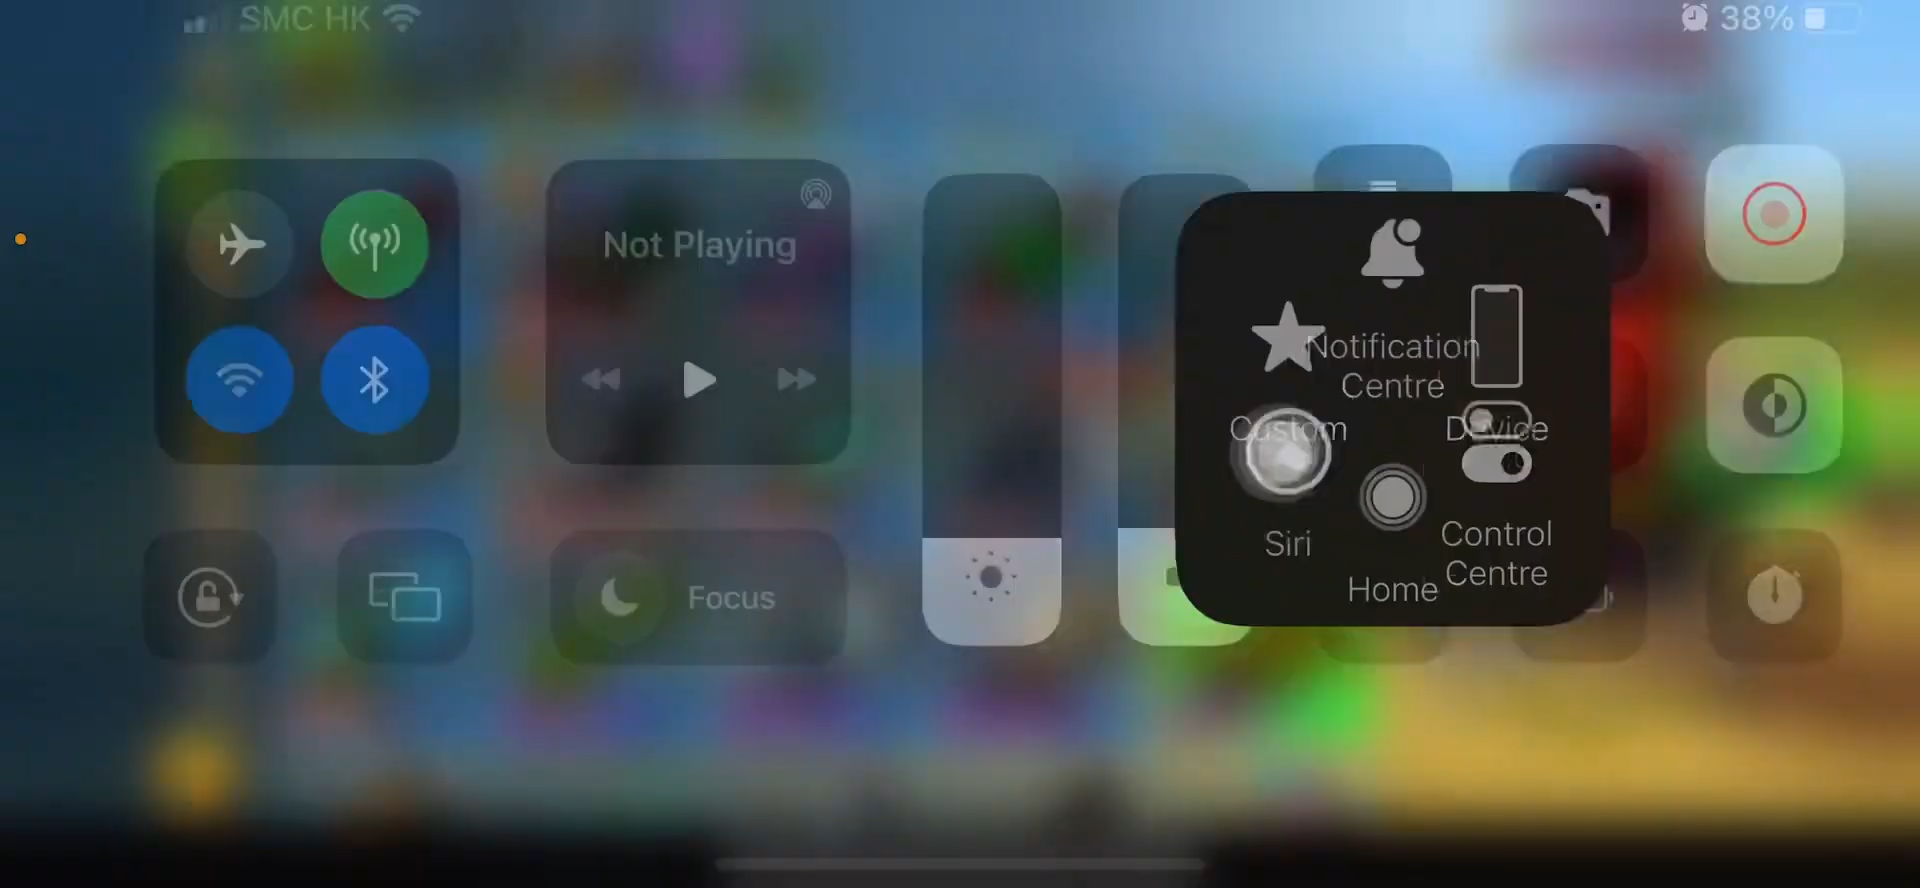 SMC HK
38%
Not Playing
Notification
Centre
Custom
Device
Siri
Control
Centre
Home
Focus